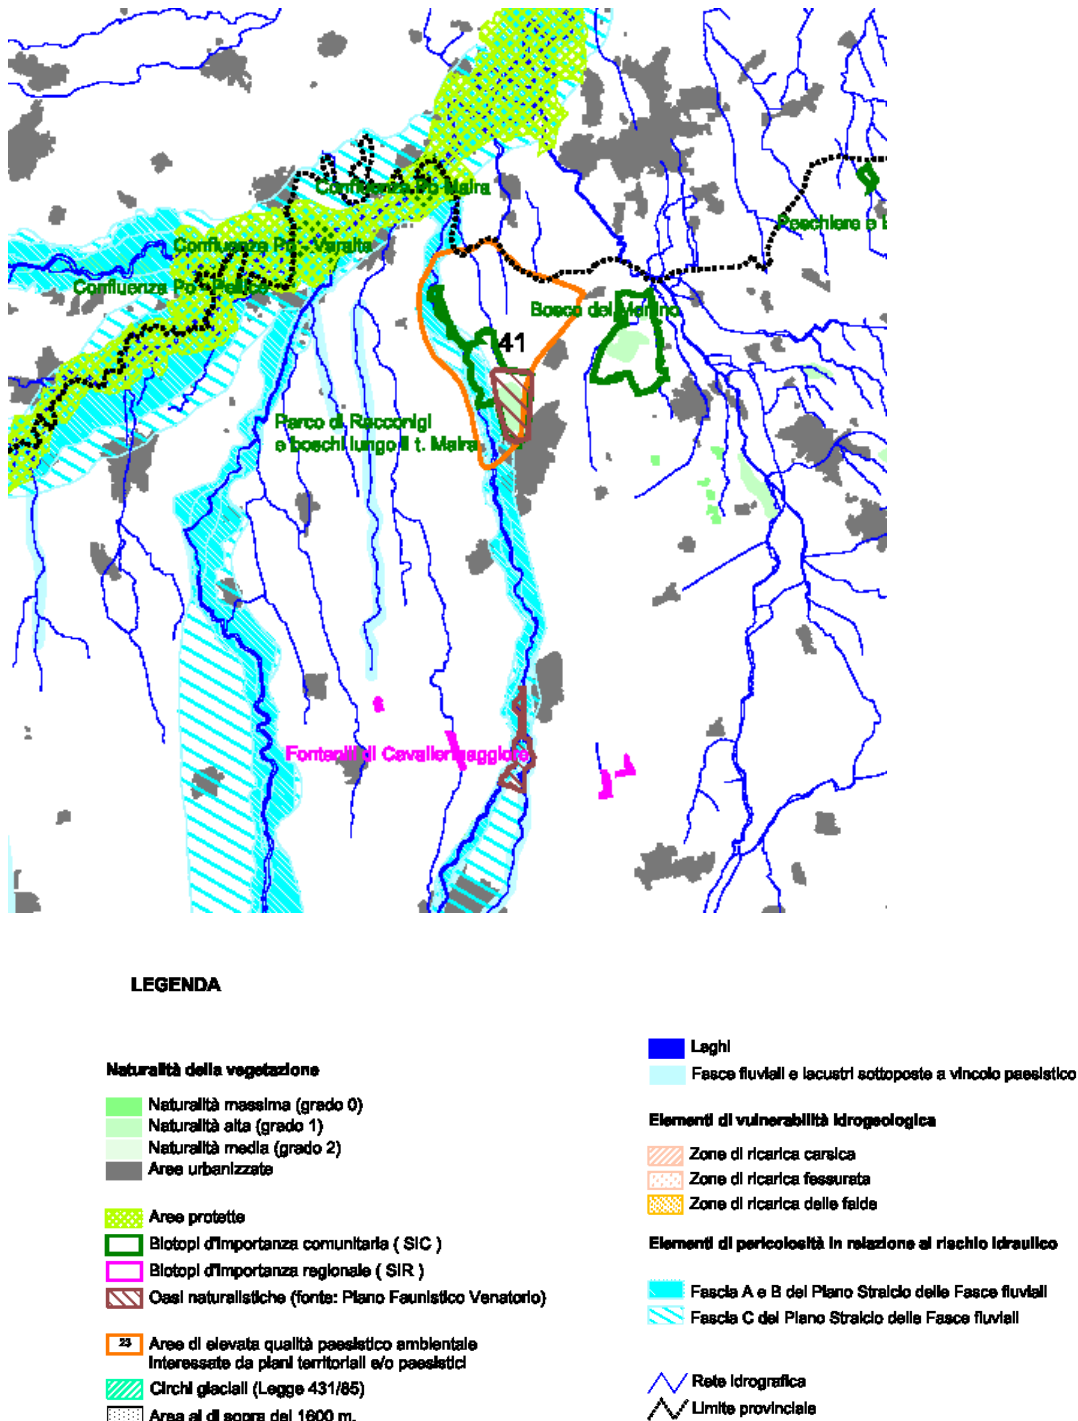 Confluenza Po Maira
Peschiere e
Confluenza Po - Varaita
Confluenza Po - Pellice
Bosco del Merlino
41
Parco di Racconigi
e boschi lungo il t. Maira
Fontanili di Cavallermaggiore
LEGENDA
Naturalità della vegetazione
Naturalità massima (grado 0)
Naturalità alta (grado 1)
Naturalità media (grado 2)
Aree urbanizzate
Aree protette
Biotopi d'importanza comunitaria ( SIC )
Biotopi d'importanza regionale ( SIR )
Oasi naturalistiche (fonte: Piano Faunistico Venatorio)
23 Aree di elevata qualità paesistico ambientale
interessate da piani territoriali e/o paesistici
Circhi glaciali (Legge 431/85)
Area al di sopra dei 1600 m.
Laghi
Fasce fluviali e lacustri sottoposte a vincolo paesistico
Elementi di vulnerabilità idrogeologica
Zone di ricarica carsica
Zone di ricarica fessurata
Zone di ricarica delle falde
Elementi di pericolosità in relazione al rischio idraulico
Fascia A e B del Piano Stralcio delle Fasce fluviali
Fascia C del Piano Stralcio delle Fasce fluviali
Rete idrografica
Limite provinciale